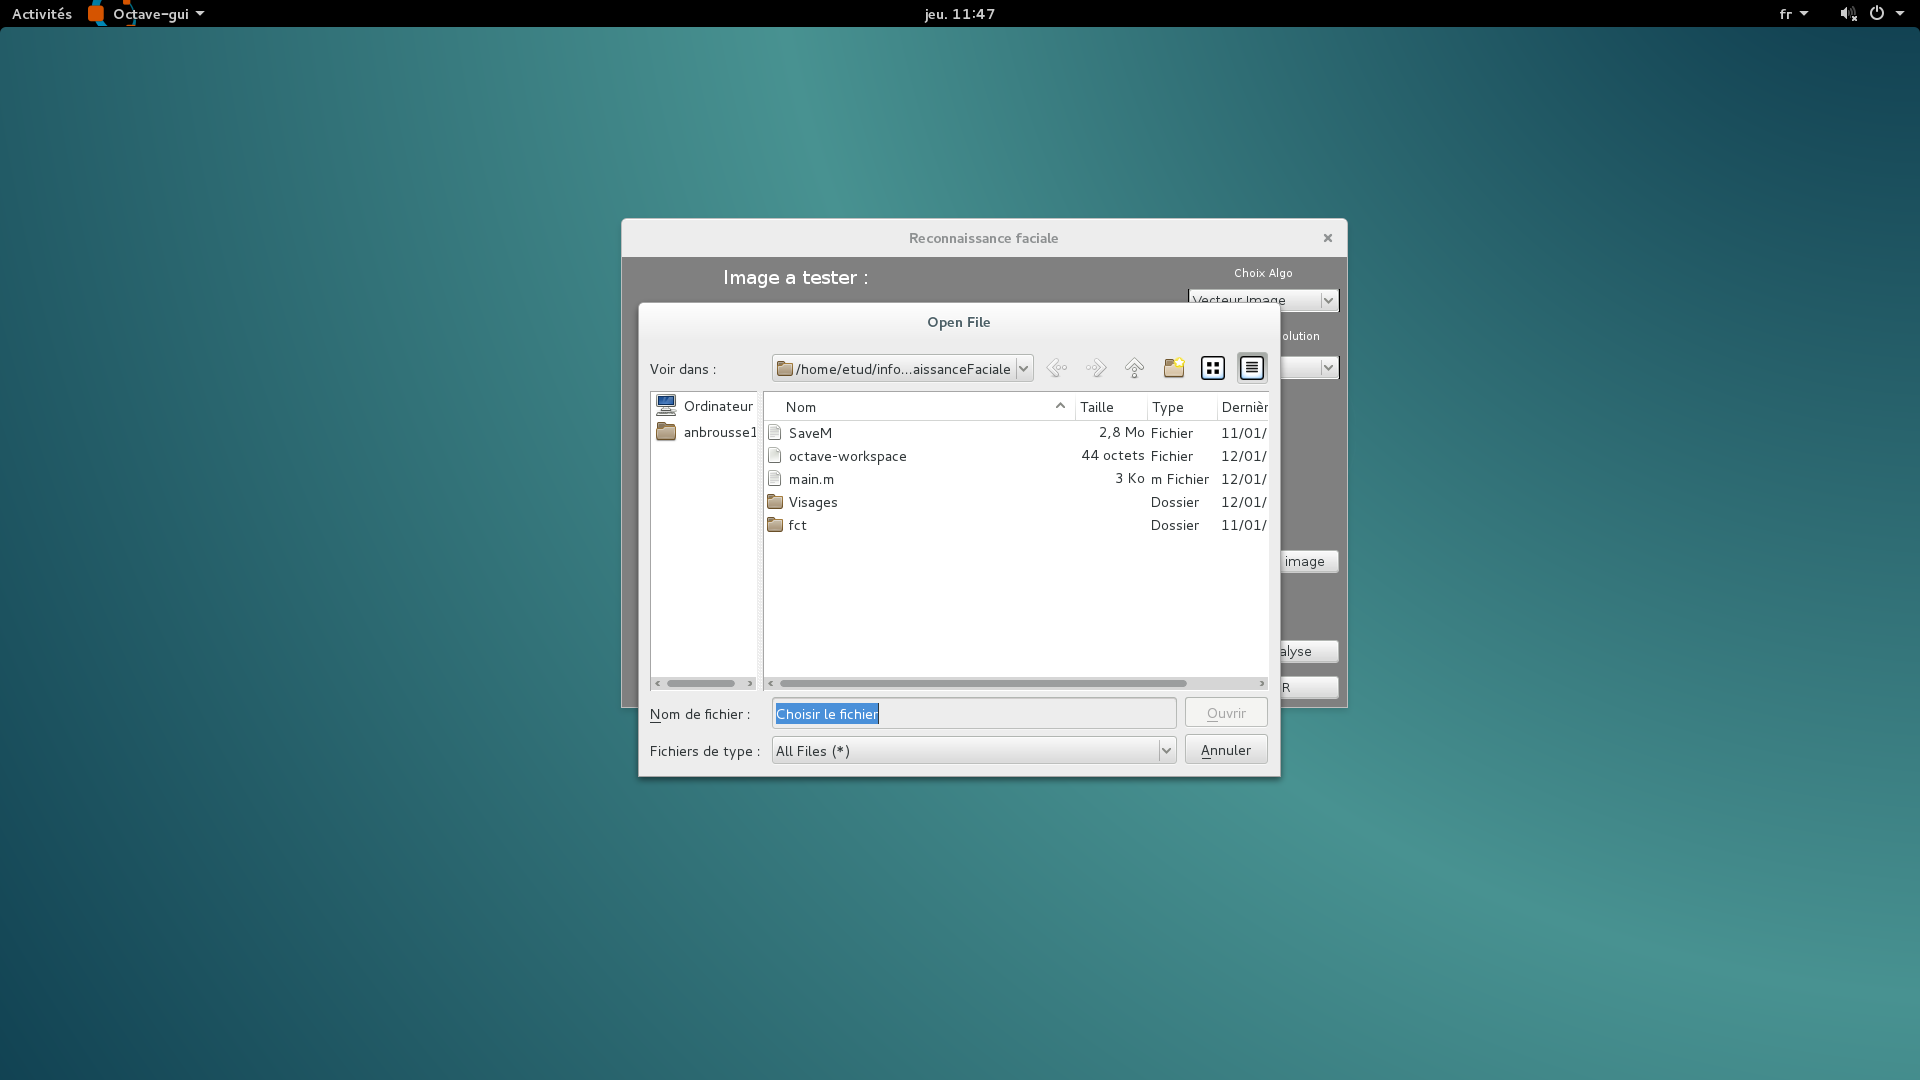 Activités Octave-gui jeu. 11:47 fr
Reconnaissance faciale
Image a tester : Choix Algo
Vecteur Image
Open File
olution
Voir dans : /home/etud/info...aissanceFaciale
Ordinateur
anbrousse1
Nom Taille Type Dernièr
SaveM 2,8 Mo Fichier 11/01/
octave-workspace 44 octets Fichier 12/01/
main.m 3 Ko m Fichier 12/01/
Visages Dossier 12/01/
fct Dossier 11/01/
image
alyse
R
Nom de fichier : Choisir le fichier Ouvrir
Fichiers de type : All Files (*) Annuler